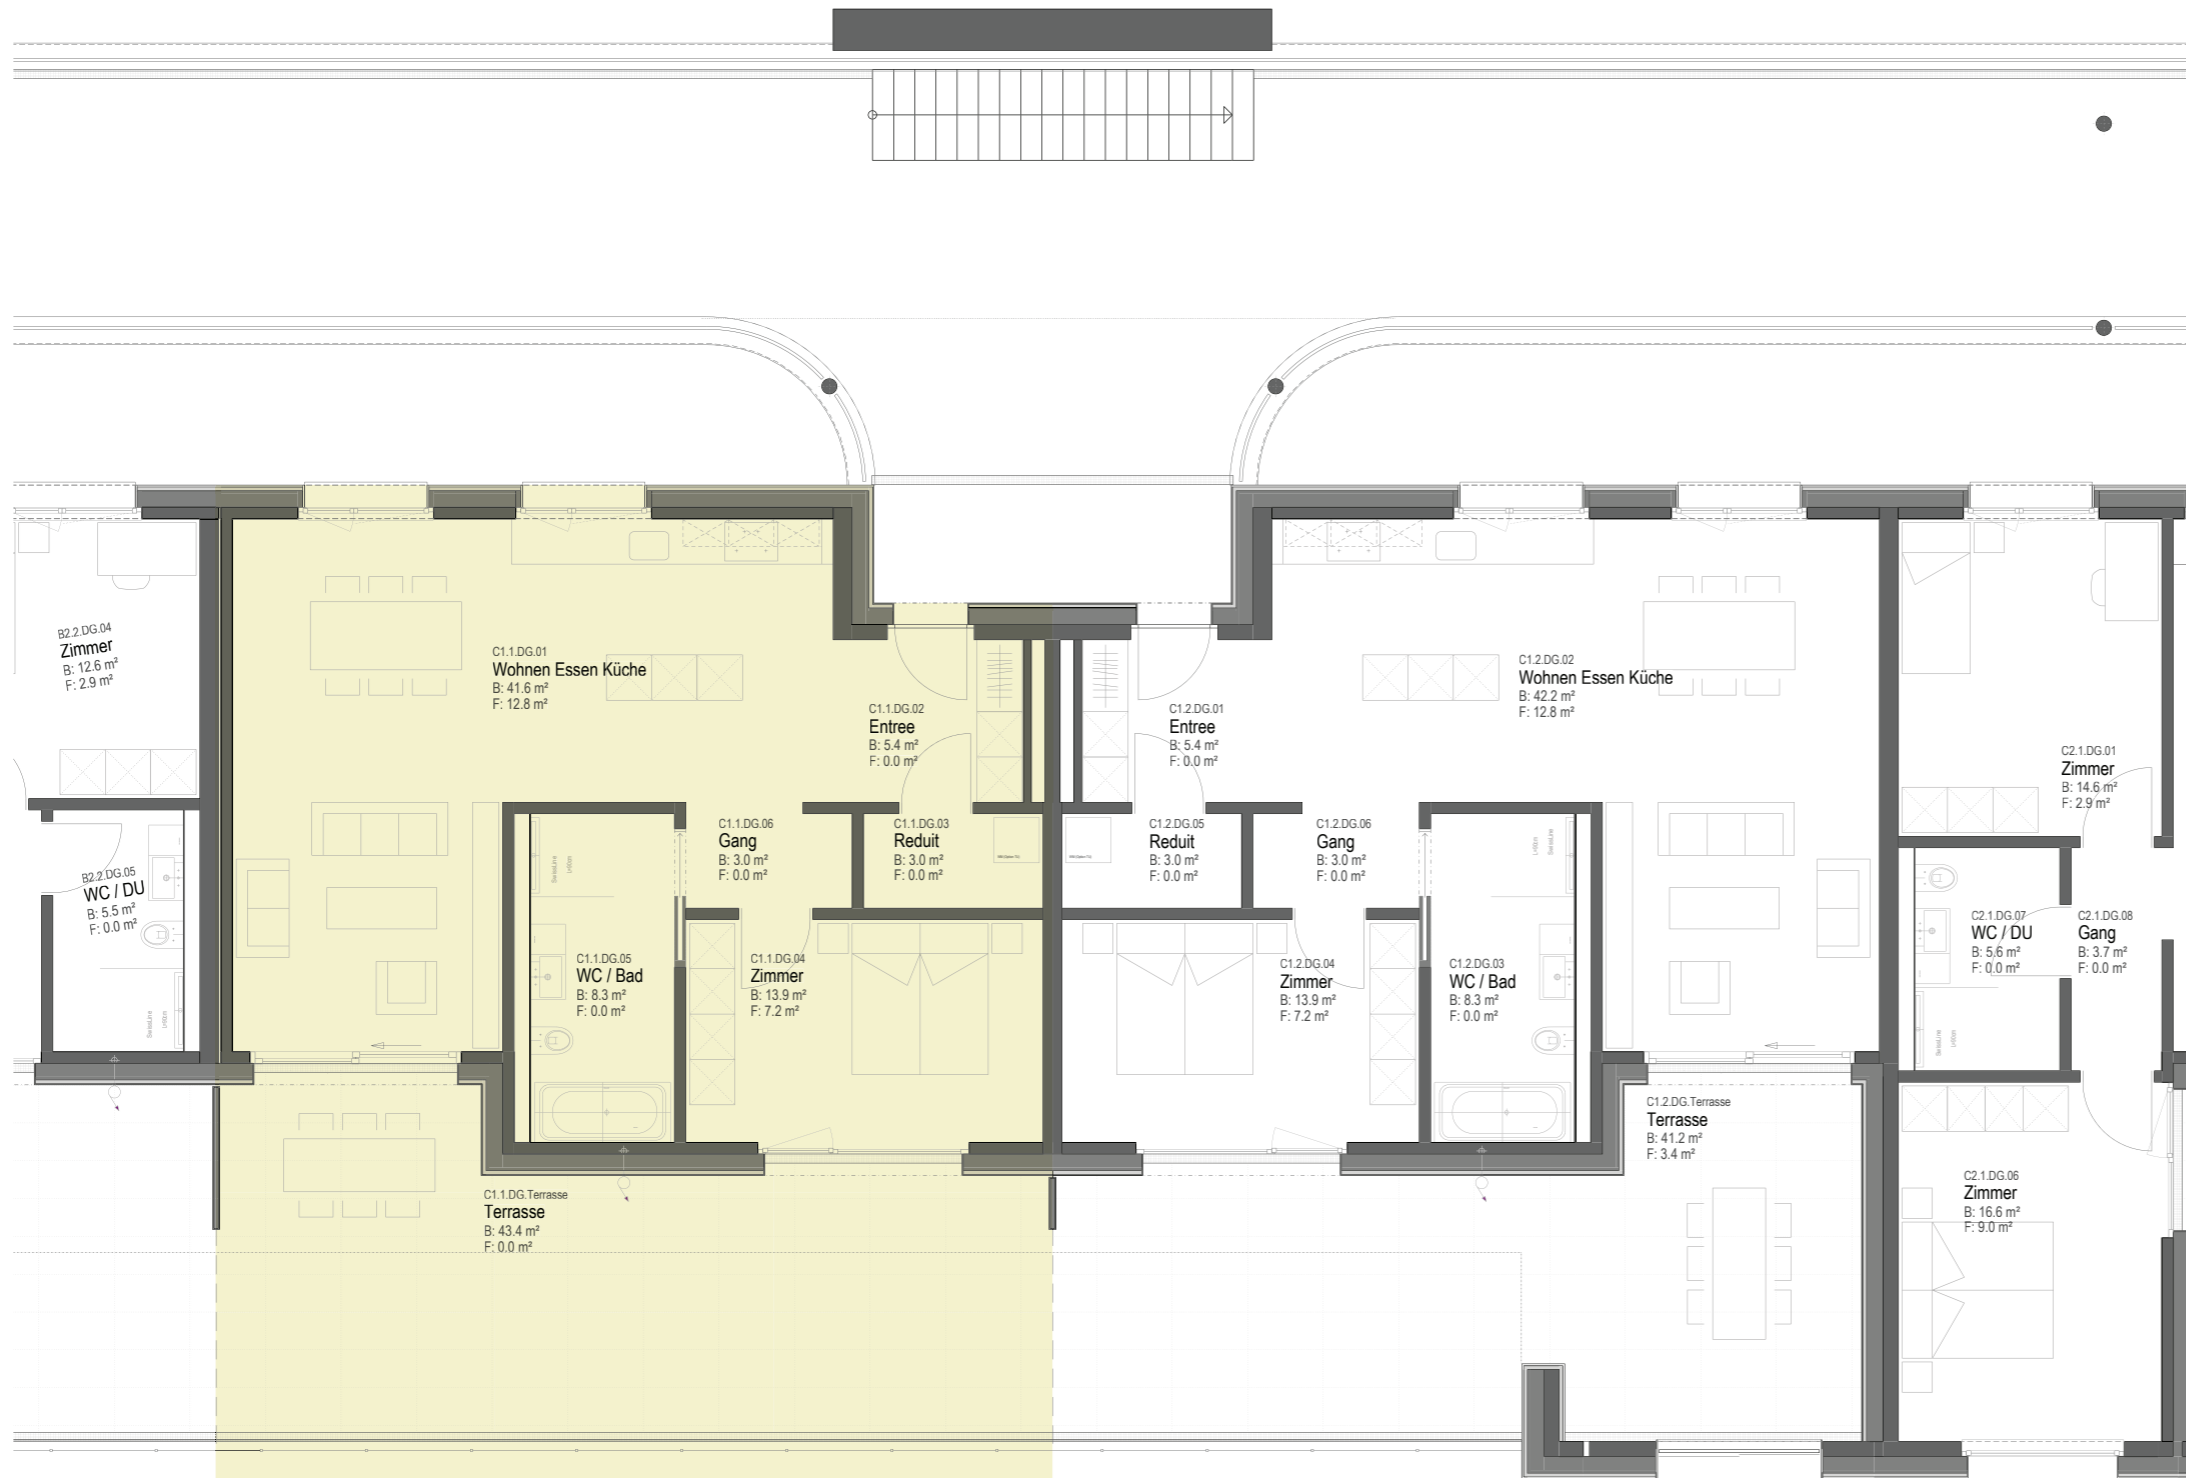 B2.2.DG.04
Zimmer
B: 12.6 m²
F: 2.9 m²
B2.2.DG.05
WC / DU
B: 5.5 m²
F: 0.0 m²
SwissLine
L=90cm
C1.1.DG.01
Wohnen Essen Küche
B: 41.6 m²
F: 12.8 m²
C1.1.DG.02
Entree
B: 5.4 m²
F: 0.0 m²
C1.1.DG.06
Gang
B: 3.0 m²
F: 0.0 m²
C1.1.DG.03
Reduit
B: 3.0 m²
F: 0.0 m²
SwissLine
L=90cm
C1.1.DG.05
WC / Bad
B: 8.3 m²
F: 0.0 m²
C1.1.DG.04
Zimmer
B: 13.9 m²
F: 7.2 m²
C1.1.DG.Terrasse
Terrasse
B: 43.4 m²
F: 0.0 m²
C1.2.DG.01
Entree
B: 5.4 m²
F: 0.0 m²
C1.2.DG.02
Wohnen Essen Küche
B: 42.2 m²
F: 12.8 m²
C1.2.DG.05
Reduit
B: 3.0 m²
F: 0.0 m²
C1.2.DG.06
Gang
B: 3.0 m²
F: 0.0 m²
L=90cm
SwissLine
C1.2.DG.04
Zimmer
B: 13.9 m²
F: 7.2 m²
C1.2.DG.03
WC / Bad
B: 8.3 m²
F: 0.0 m²
C1.2.DG.Terrasse
Terrasse
B: 41.2 m²
F: 3.4 m²
C2.1.DG.01
Zimmer
B: 14.6 m²
F: 2.9 m²
C2.1.DG.07
WC / DU
B: 5.6 m²
F: 0.0 m²
C2.1.DG.08
Gang
B: 3.7 m²
F: 0.0 m²
SwissLine
L=90cm
C2.1.DG.06
Zimmer
B: 16.6 m²
F: 9.0 m²